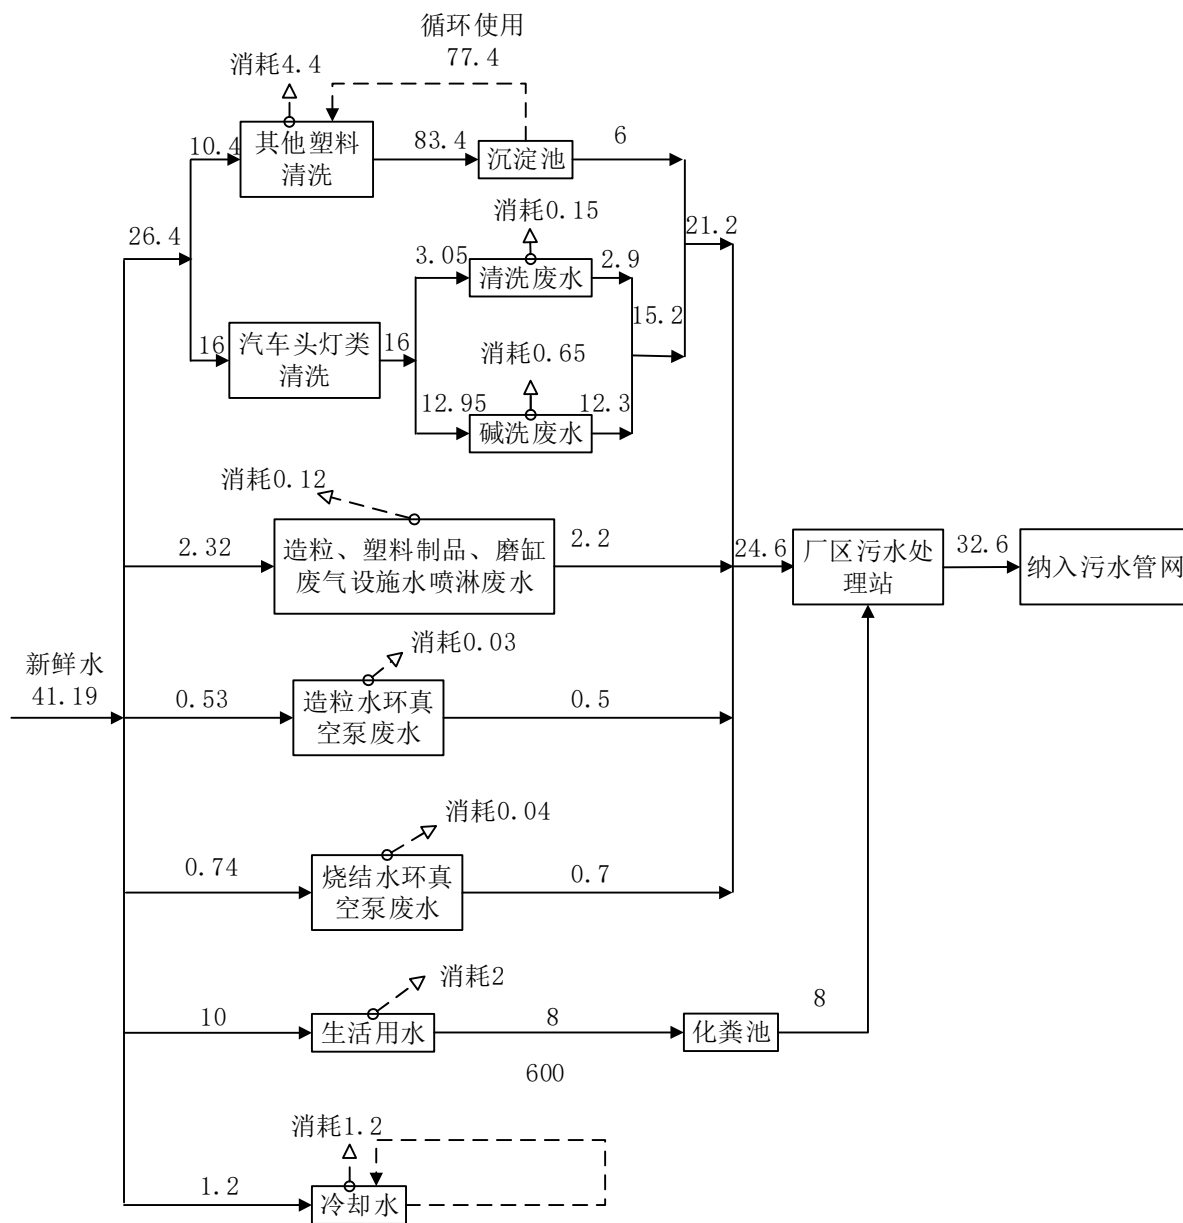 循环使用
77.4
消耗4.4
10.4
其他塑料
清洗
83.4
沉淀池
6
消耗0.15
26.4
3.05
清洗废水
2.9
21.2
15.2
16
汽车头灯类
清洗
16
消耗0.65
12.95
碱洗废水
12.3
消耗0.12
2.32
造粒、塑料制品、磨缸
废气设施水喷淋废水
2.2
24.6
厂区污水处
理站
32.6
纳入污水管网
新鲜水
41.19
消耗0.03
0.53
造粒水环真
空泵废水
0.5
消耗0.04
0.74
烧结水环真
空泵废水
0.7
消耗2
10
生活用水
8
化粪池
8
600
消耗1.2
1.2
冷却水